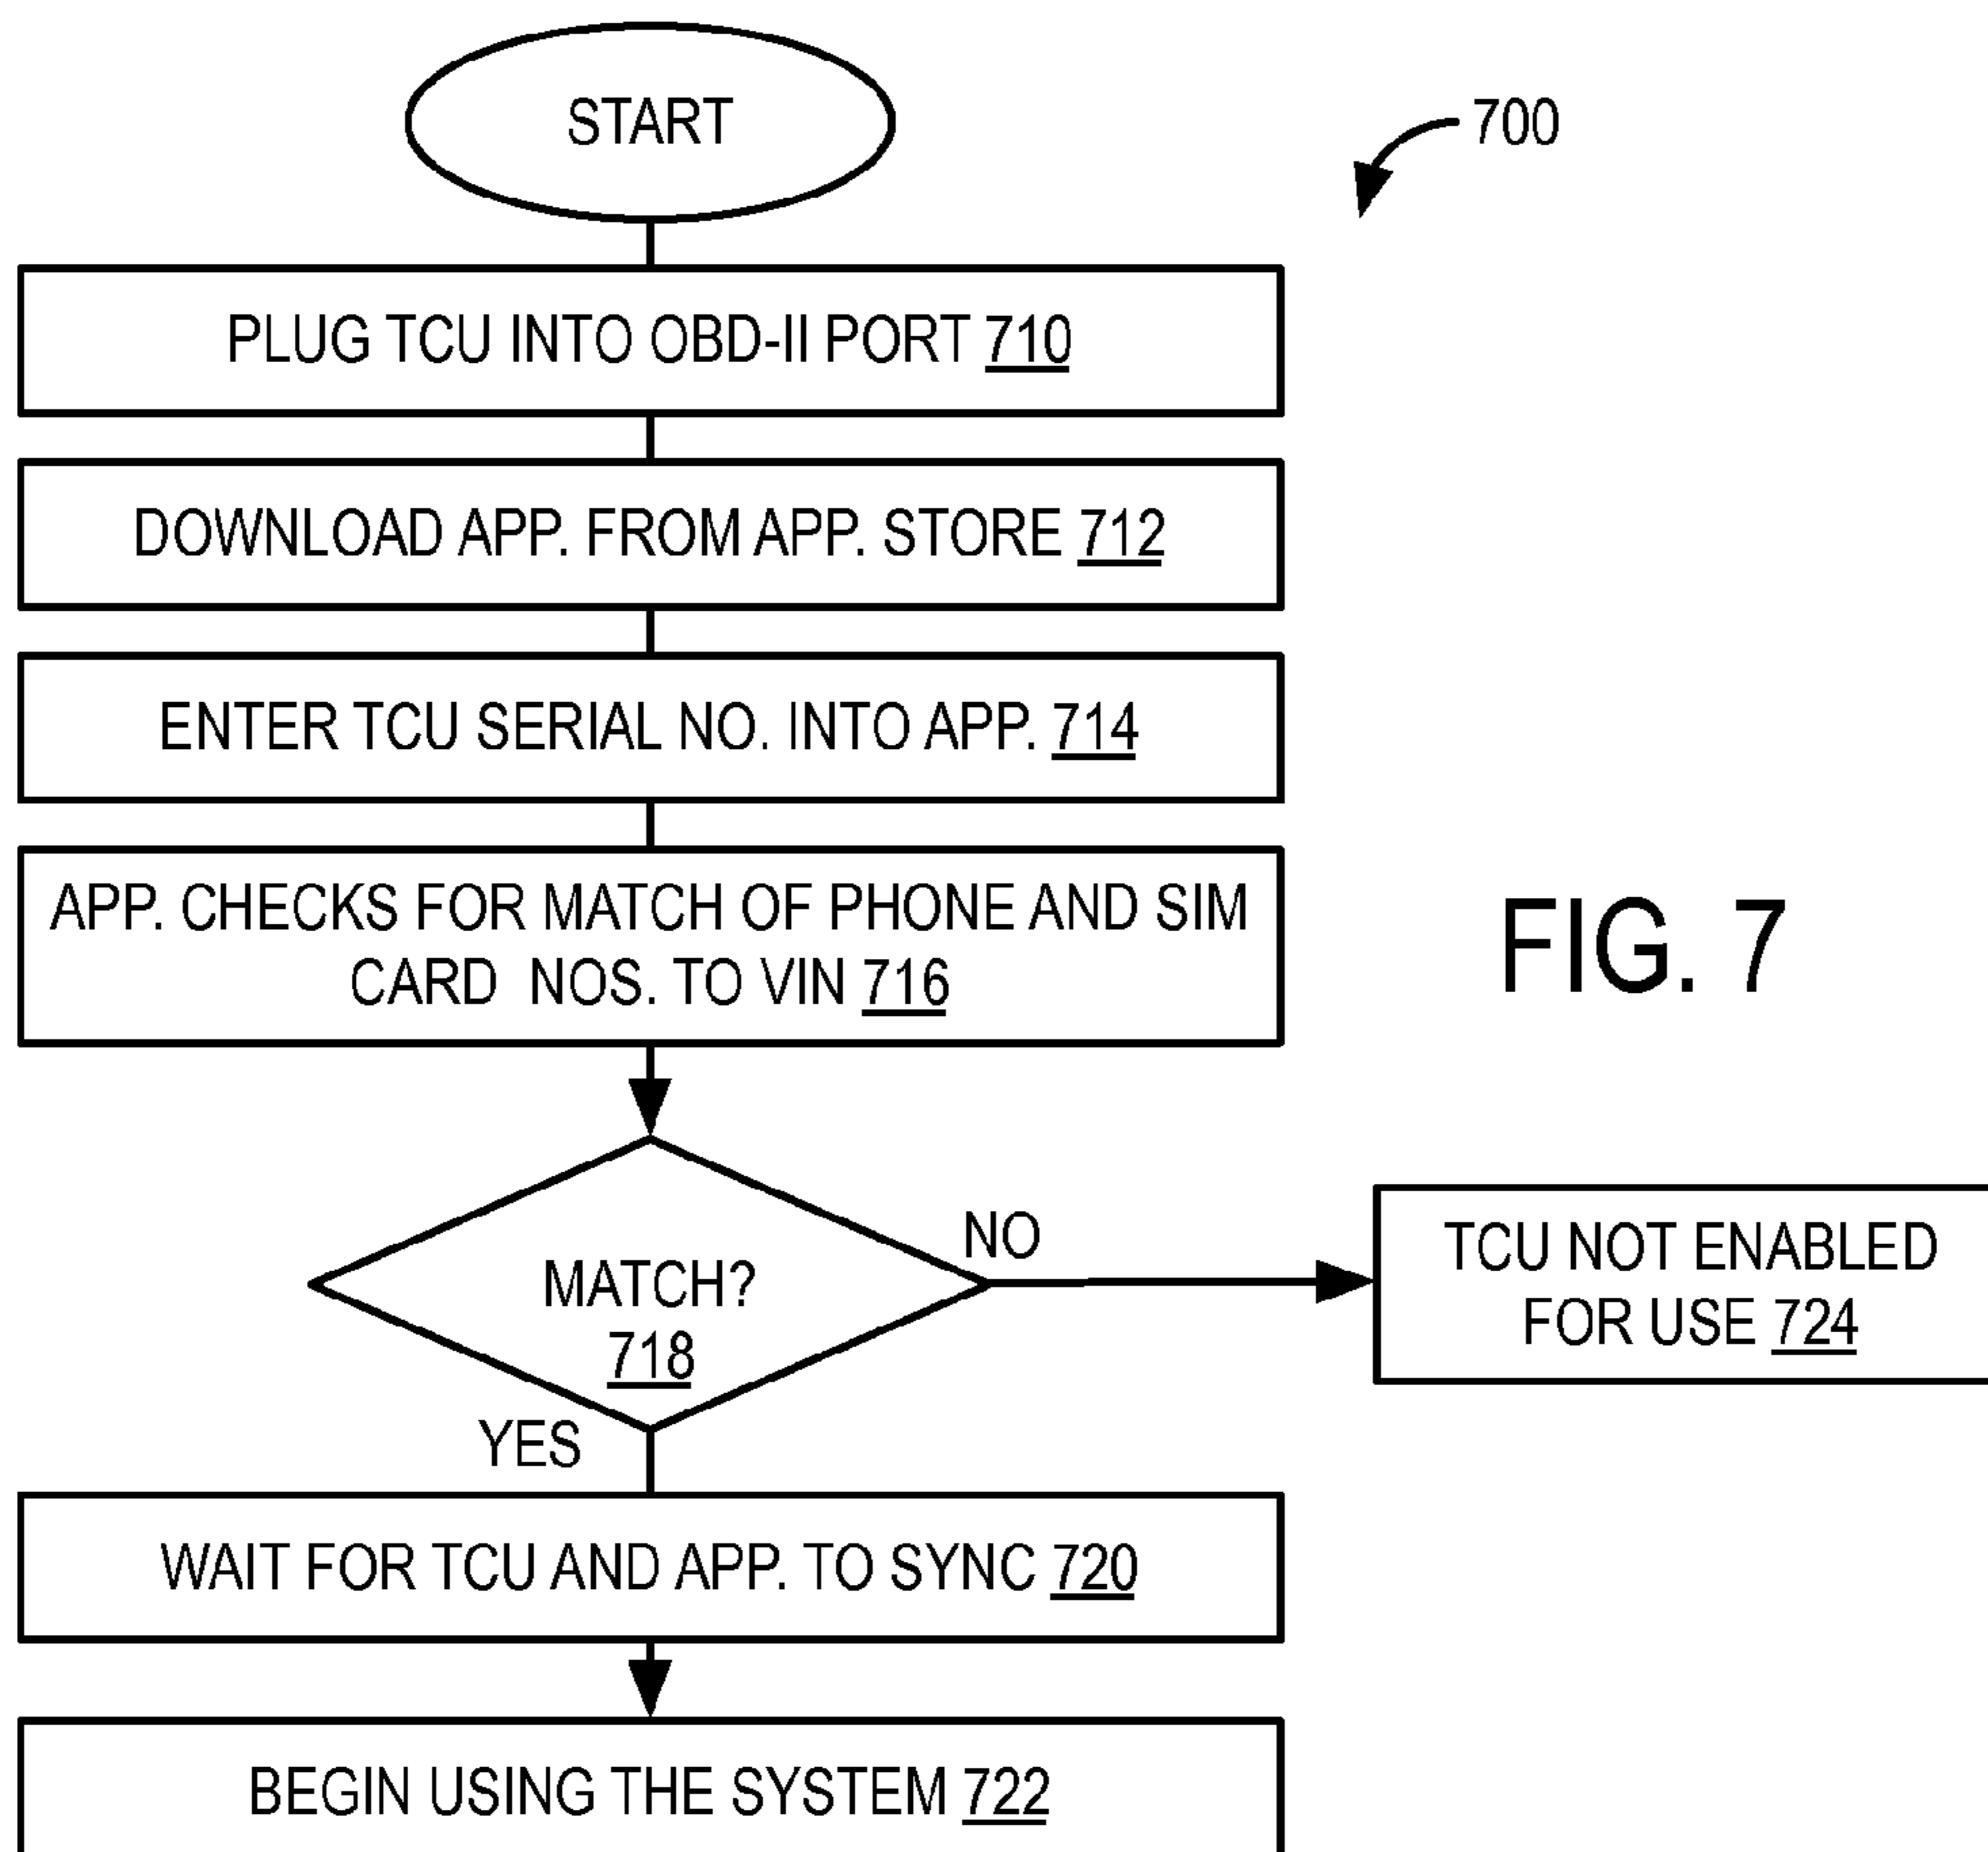 START
700
PLUG TCU INTO OBD-II PORT 710
DOWNLOAD APP. FROM APP. STORE 712
ENTER TCU SERIAL NO. INTO APP. 714
APP. CHECKS FOR MATCH OF PHONE AND SIM
CARD NOS. TO VIN 716
FIG. 7
MATCH?
718
NO
TCU NOT ENABLED
FOR USE 724
YES
WAIT FOR TCU AND APP. TO SYNC 720
BEGIN USING THE SYSTEM 722